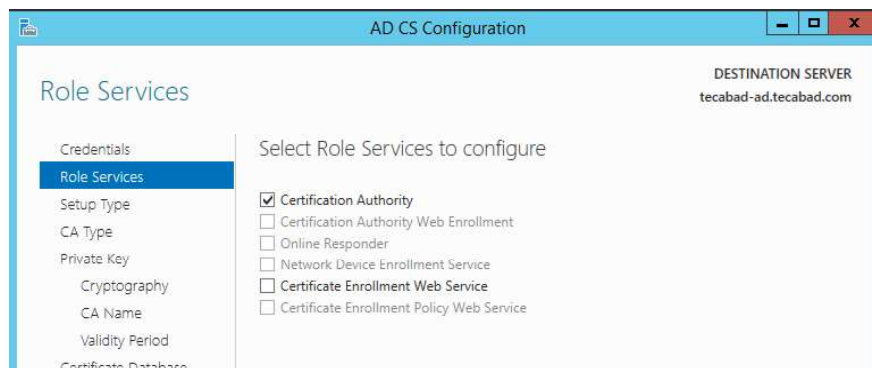 AD CS Configuration
DESTINATION SERVER
tecabad-ad.tecabad.com
Role Services
Credentials
Role Services
Setup Type
CA Type
Private Key
Cryptography
CA Name
Validity Period
Certificate Database
Select Role Services to configure
Certification Authority
Certification Authority Web Enrollment
Online Responder
Network Device Enrollment Service
Certificate Enrollment Web Service
Certificate Enrollment Policy Web Service